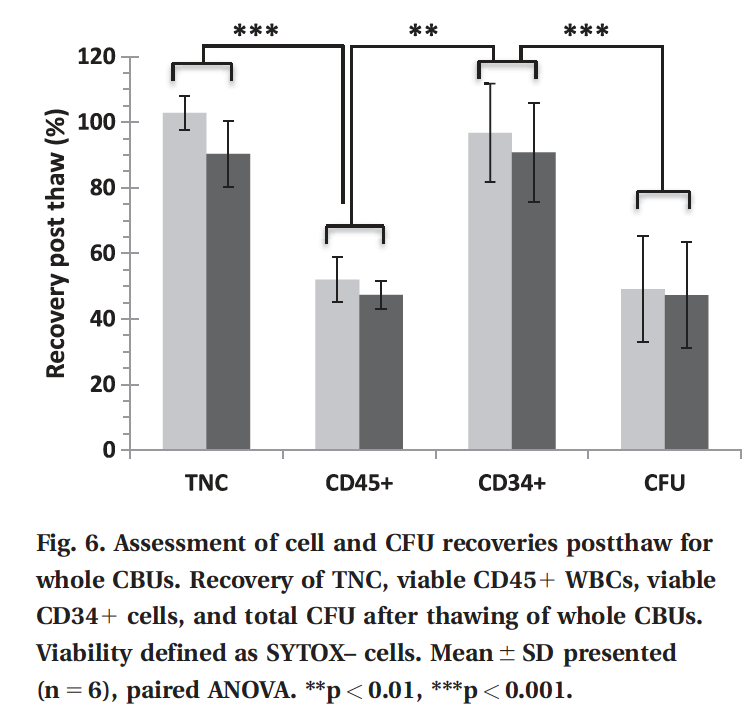 *** ** ***
120
100
80
60
40
20
0
Recovery post thaw (%)
TNC CD45+ CD34+ CFU
Fig. 6. Assessment of cell and CFU recoveries postthaw for
whole CBUs. Recovery of TNC, viable CD45+ WBCs, viable
CD34+ cells, and total CFU after thawing of whole CBUs.
Viability defined as SYTOX– cells. Mean ± SD presented
(n = 6), paired ANOVA. **p < 0.01, ***p < 0.001.